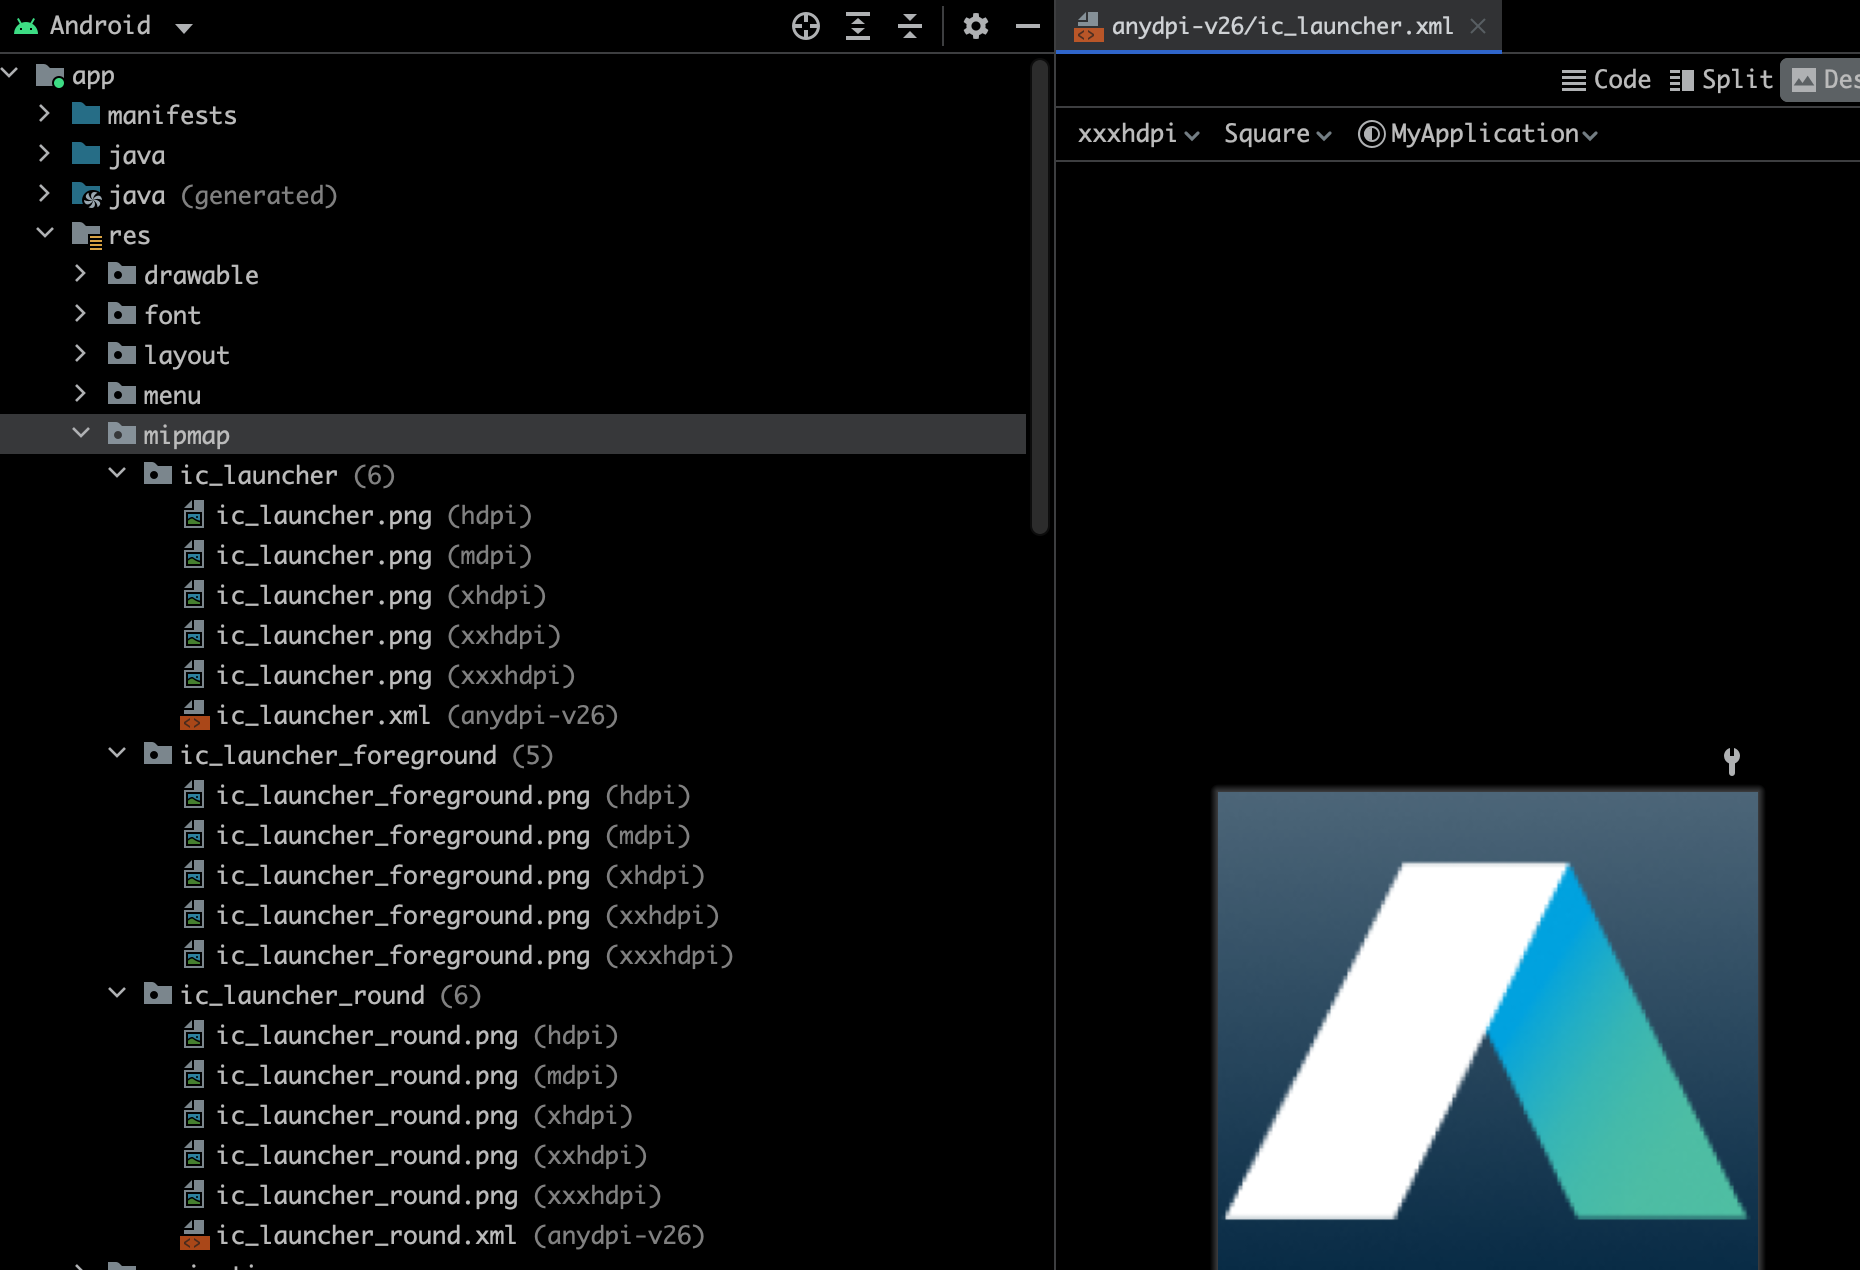 Android
app
manifests
java
java (generated)
res
drawable
font
layout
menu
mipmap
ic_launcher (6)
ic_launcher.png (hdpi)
ic_launcher.png (mdpi)
ic_launcher.png (xhdpi)
ic_launcher.png (xxhdpi)
ic_launcher.png (xxxhdpi)
ic_launcher.xml (anydpi-v26)
ic_launcher_foreground (5)
ic_launcher_foreground.png (hdpi)
ic_launcher_foreground.png (mdpi)
ic_launcher_foreground.png (xhdpi)
ic_launcher_foreground.png (xxhdpi)
ic_launcher_foreground.png (xxxhdpi)
ic_launcher_round (6)
ic_launcher_round.png (hdpi)
ic_launcher_round.png (mdpi)
ic_launcher_round.png (xhdpi)
ic_launcher_round.png (xxhdpi)
ic_launcher_round.png (xxxhdpi)
ic_launcher_round.xml (anydpi-v26)
anydpi-v26/ic_launcher.xml
Code Split Des
xxxhdpi Square MyApplication